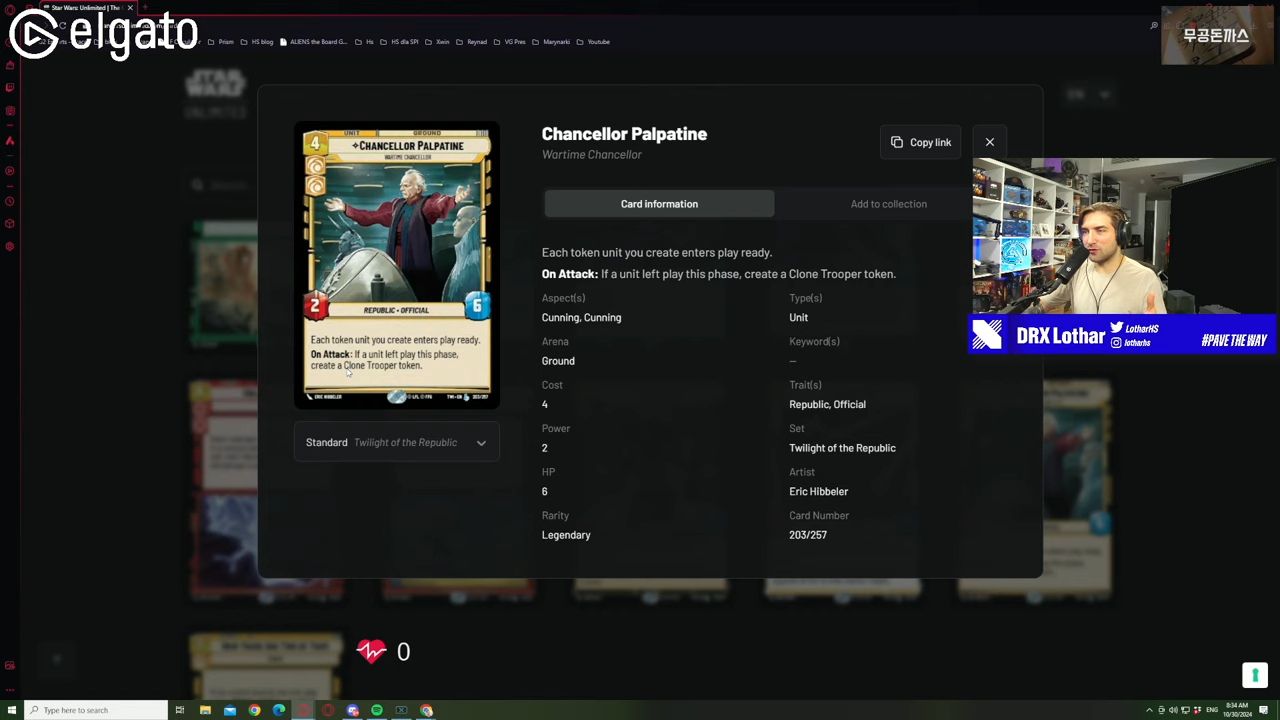 Star Wars: Unlimited | The
elgato
Prism
HS blog
ALIENS the Board G...
Hs
HS dla SPI
Xwin
Reynad
VG Pres
Marynarki
Youtube
무공돈까스
STAR WARS
UNLIMITED
EN
UNIT
GROUND
4
CHANCELLOR PALPATINE
WARTIME CHANCELLOR
2
REPUBLIC • OFFICIAL
6
Each token unit you create enters play ready.
On Attack: If a unit left play this phase,
create a Clone Trooper token.
ERIC HIBBELER
Standard Twilight of the Republic
Chancellor Palpatine
Wartime Chancellor
Copy link
Card information
Add to collection
Each token unit you create enters play ready.
On Attack: If a unit left play this phase, create a Clone Trooper token.
Aspect(s)
Cunning, Cunning
Type(s)
Unit
Arena
Ground
Keyword(s)
—
Cost
4
Trait(s)
Republic, Official
Power
2
Set
Twilight of the Republic
HP
6
Artist
Eric Hibbeler
Rarity
Legendary
Card Number
203/257
DRX Lothar
LotharHS
lotharhs
#PAVETHEWAY
0
Type here to search
ENG
8:34 AM
10/30/2024